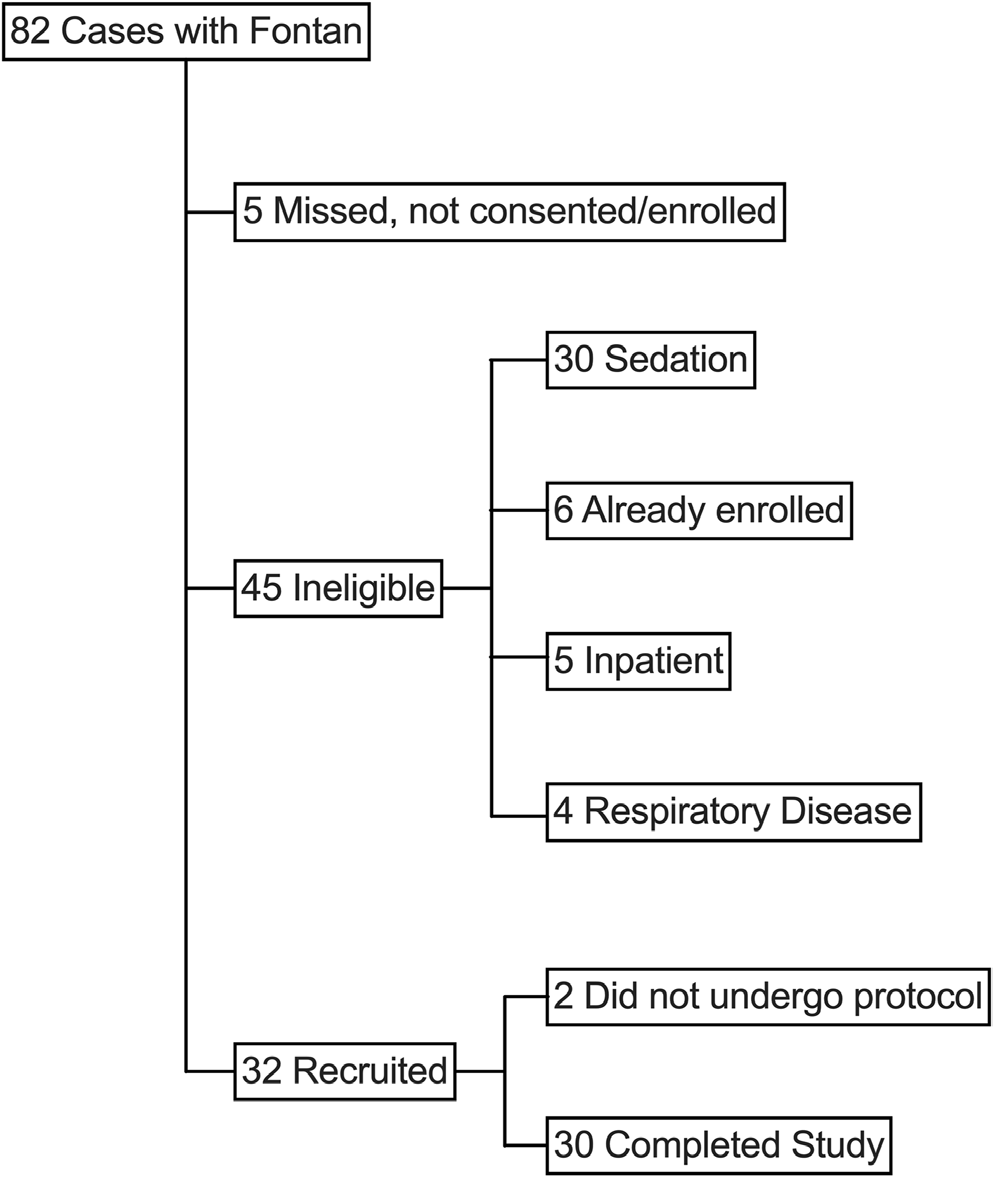 82 Cases with Fontan
5 Missed, not consented/enrolled
30 Sedation
6 Already enrolled
45 Ineligible
5 Inpatient
4 Respiratory Disease
2 Did not undergo protocol
32 Recruited
30 Completed Study